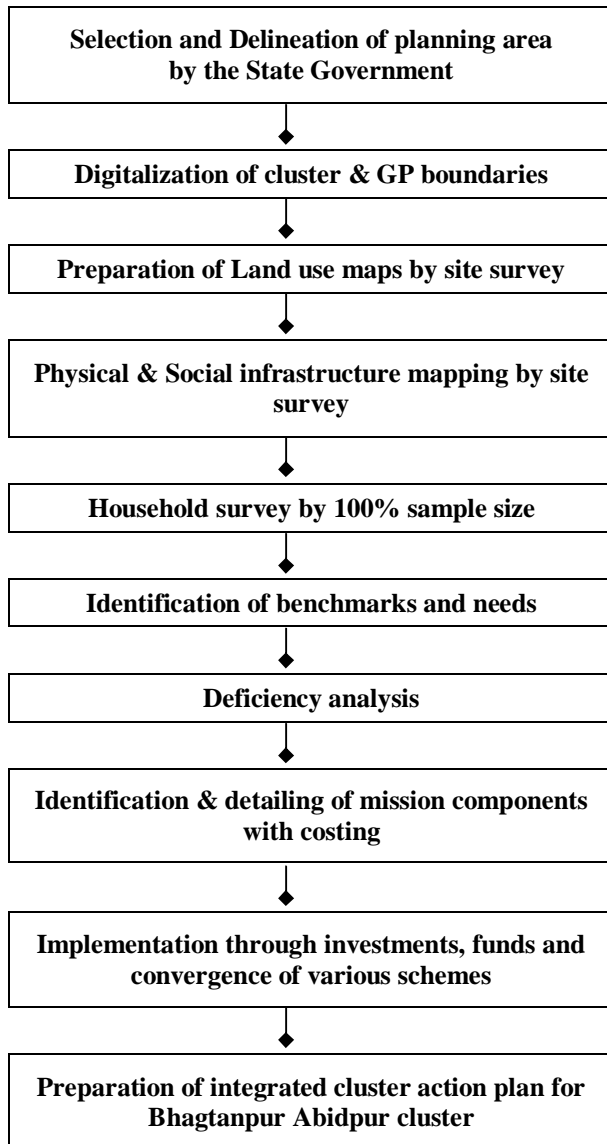 Selection and Delineation of planning area
by the State Government
Digitalization of cluster & GP boundaries
Preparation of Land use maps by site survey
Physical & Social infrastructure mapping by site
survey
Household survey by 100% sample size
Identification of benchmarks and needs
Deficiency analysis
Identification & detailing of mission components
with costing
Implementation through investments, funds and
convergence of various schemes
Preparation of integrated cluster action plan for
Bhagtanpur Abidpur cluster